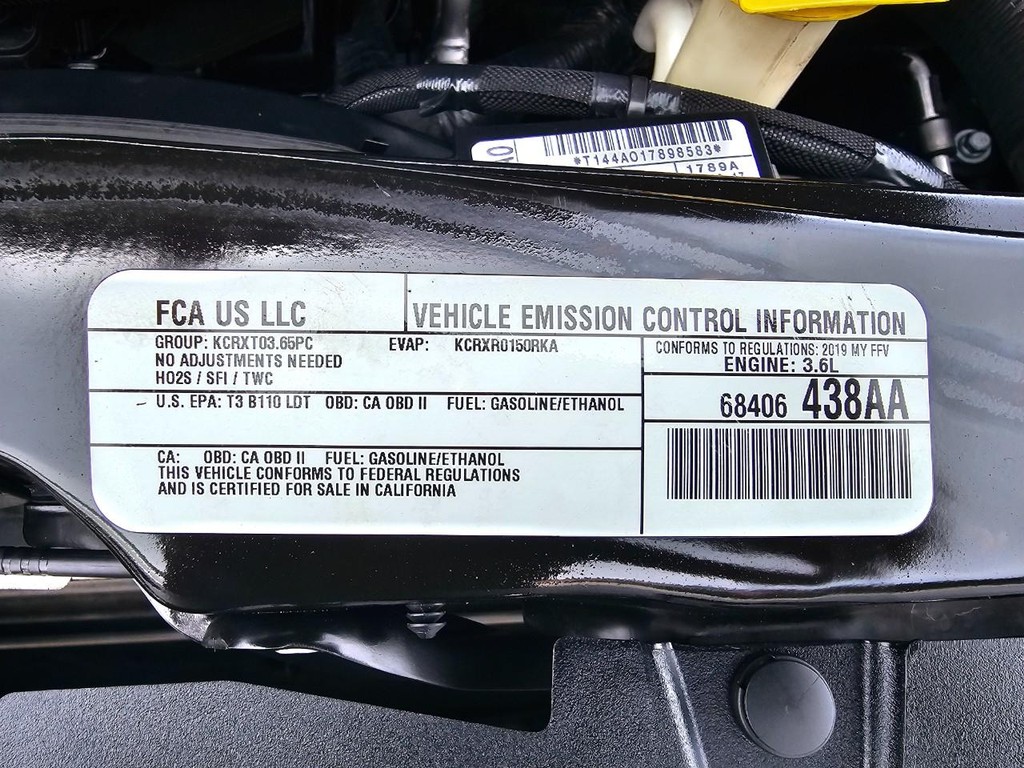 *T144A017898583*
1789A
FCA US LLC
VEHICLE EMISSION CONTROL INFORMATION
GROUP: KCRXT03.65PC EVAP: KCRXR0150RKA
NO ADJUSTMENTS NEEDED
HO2S / SFI / TWC
CONFORMS TO REGULATIONS: 2019 MY FFV
ENGINE: 3.6L
U.S. EPA: T3 B110 LDT OBD: CA OBD II FUEL: GASOLINE/ETHANOL
68406 438AA
CA: OBD: CA OBD II FUEL: GASOLINE/ETHANOL
THIS VEHICLE CONFORMS TO FEDERAL REGULATIONS
AND IS CERTIFIED FOR SALE IN CALIFORNIA